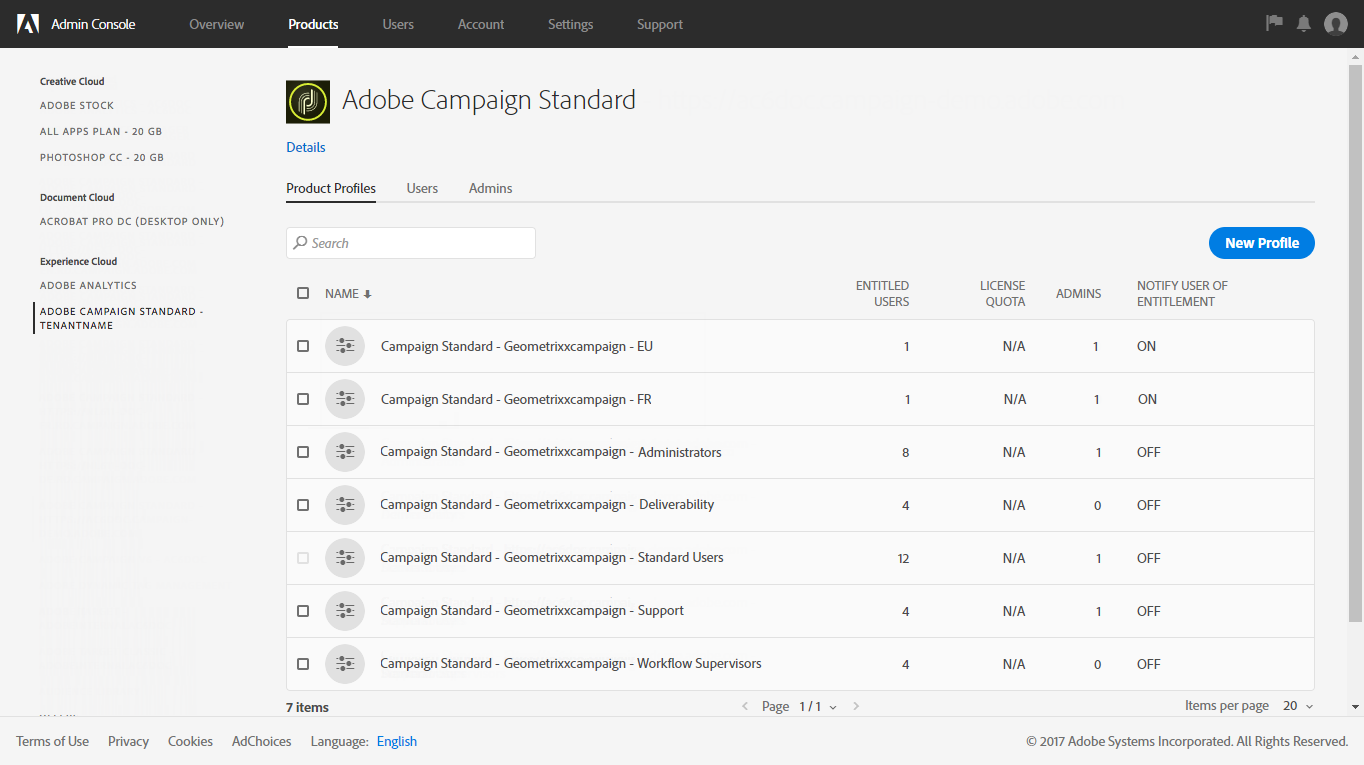 Admin Console Overview Products Users Account Settings Support
Creative Cloud
ADOBE STOCK
ALL APPS PLAN - 20 GB
PHOTOSHOP CC - 20 GB
Document Cloud
ACROBAT PRO DC (DESKTOP ONLY)
Experience Cloud
ADOBE ANALYTICS
ADOBE CAMPAIGN STANDARD -
TENANTNAME
Adobe Campaign Standard
Details
Product Profiles Users Admins
Search
New Profile
NAME ENTITLED USERS LICENSE QUOTA ADMINS NOTIFY USER OF ENTITLEMENT
Campaign Standard - Geometrixxcampaign - EU 1 N/A 1 ON
Campaign Standard - Geometrixxcampaign - FR 1 N/A 1 ON
Campaign Standard - Geometrixxcampaign - Administrators 8 N/A 1 OFF
Campaign Standard - Geometrixxcampaign - Deliverability 4 N/A 0 OFF
Campaign Standard - Geometrixxcampaign - Standard Users 12 N/A 1 OFF
Campaign Standard - Geometrixxcampaign - Support 4 N/A 1 OFF
Campaign Standard - Geometrixxcampaign - Workflow Supervisors 4 N/A 0 OFF
7 items Page 1 / 1 Items per page 20
Terms of Use Privacy Cookies AdChoices Language: English © 2017 Adobe Systems Incorporated. All Rights Reserved.